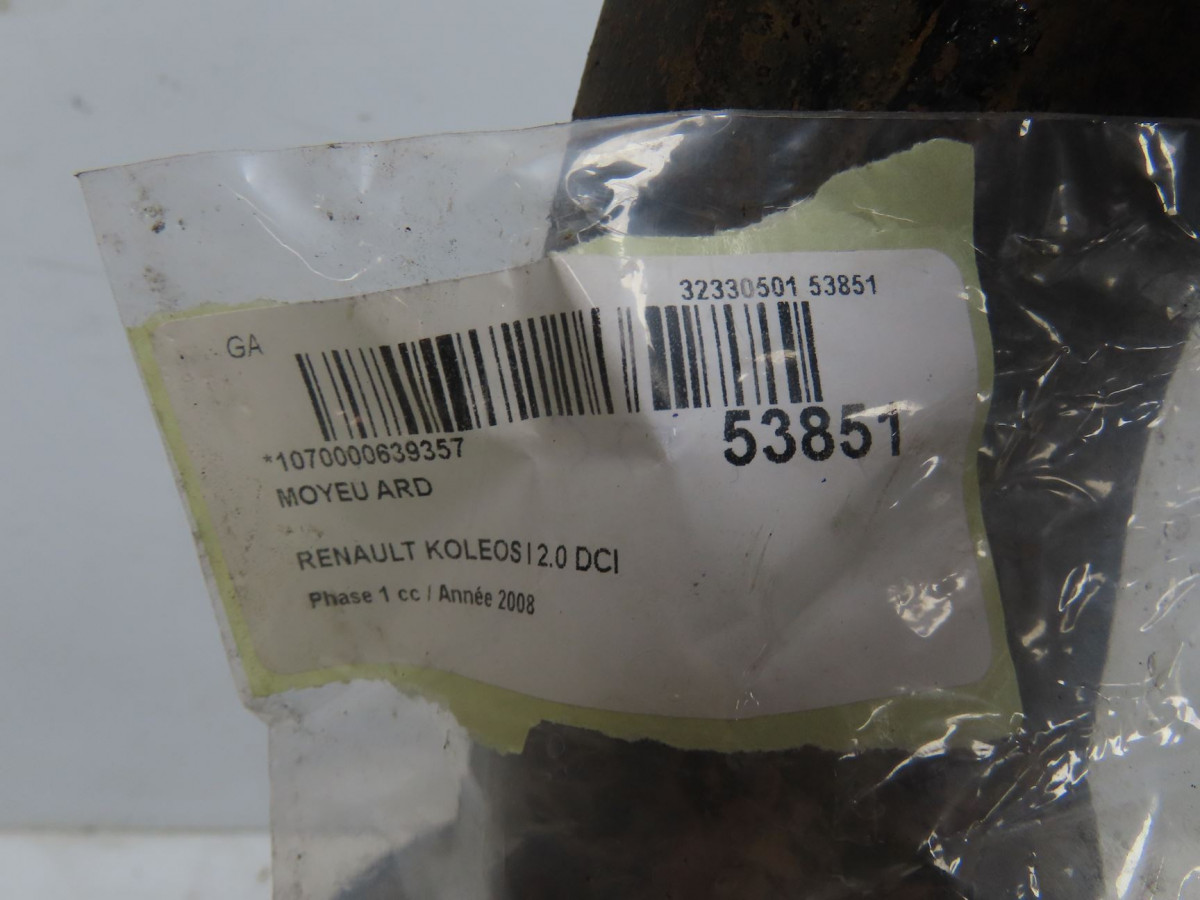 32330501 53851
GA
53851
*1070000639357
MOYEU ARD
RENAULT KOLEOS I 2.0 DCI
Phase 1 cc / Année 2008